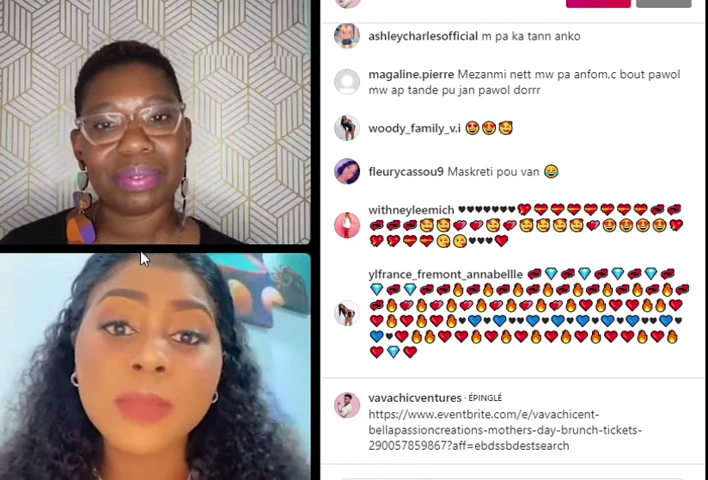 ashleycharlesofficial m pa ka tann anko
magaline.pierre Mezanmi nett mw pa anfom,c bout pawol
mw ap tande pu jan pawol dorrr
woody_family_v.i
fleurycassou9 Maskreti pou van
withneyleemich
ylfrance_fremont_annabellle
vavachicventures · ÉPINGLÉ
https://www.eventbrite.com/e/vavachicent-
bellapassioncreations-mothers-day-brunch-tickets-
290057859867?aff=ebdssbdestsearch